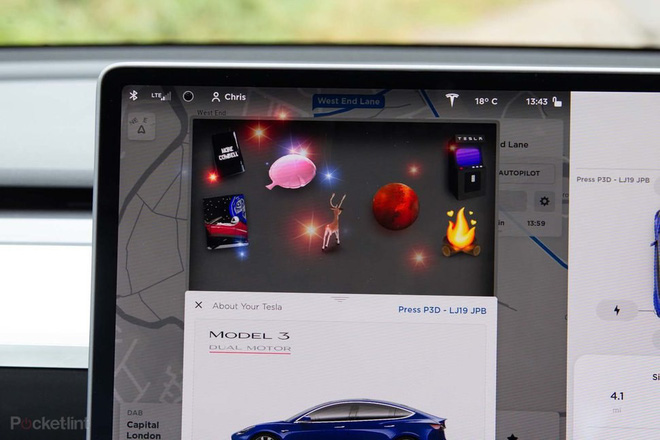 LTE
Chris
West End Lane
18° C
13:43
West End
E
MORE
COWBELL
TESLA
d Lane
AUTOPILOT
13:59
Press P3D - LJ19 JPB
About Your Tesla
Press P3D - LJ19 JPB
MODEL 3
DUAL MOTOR
4.1
mi
Si
DAB
Capital
London
Pocketlint